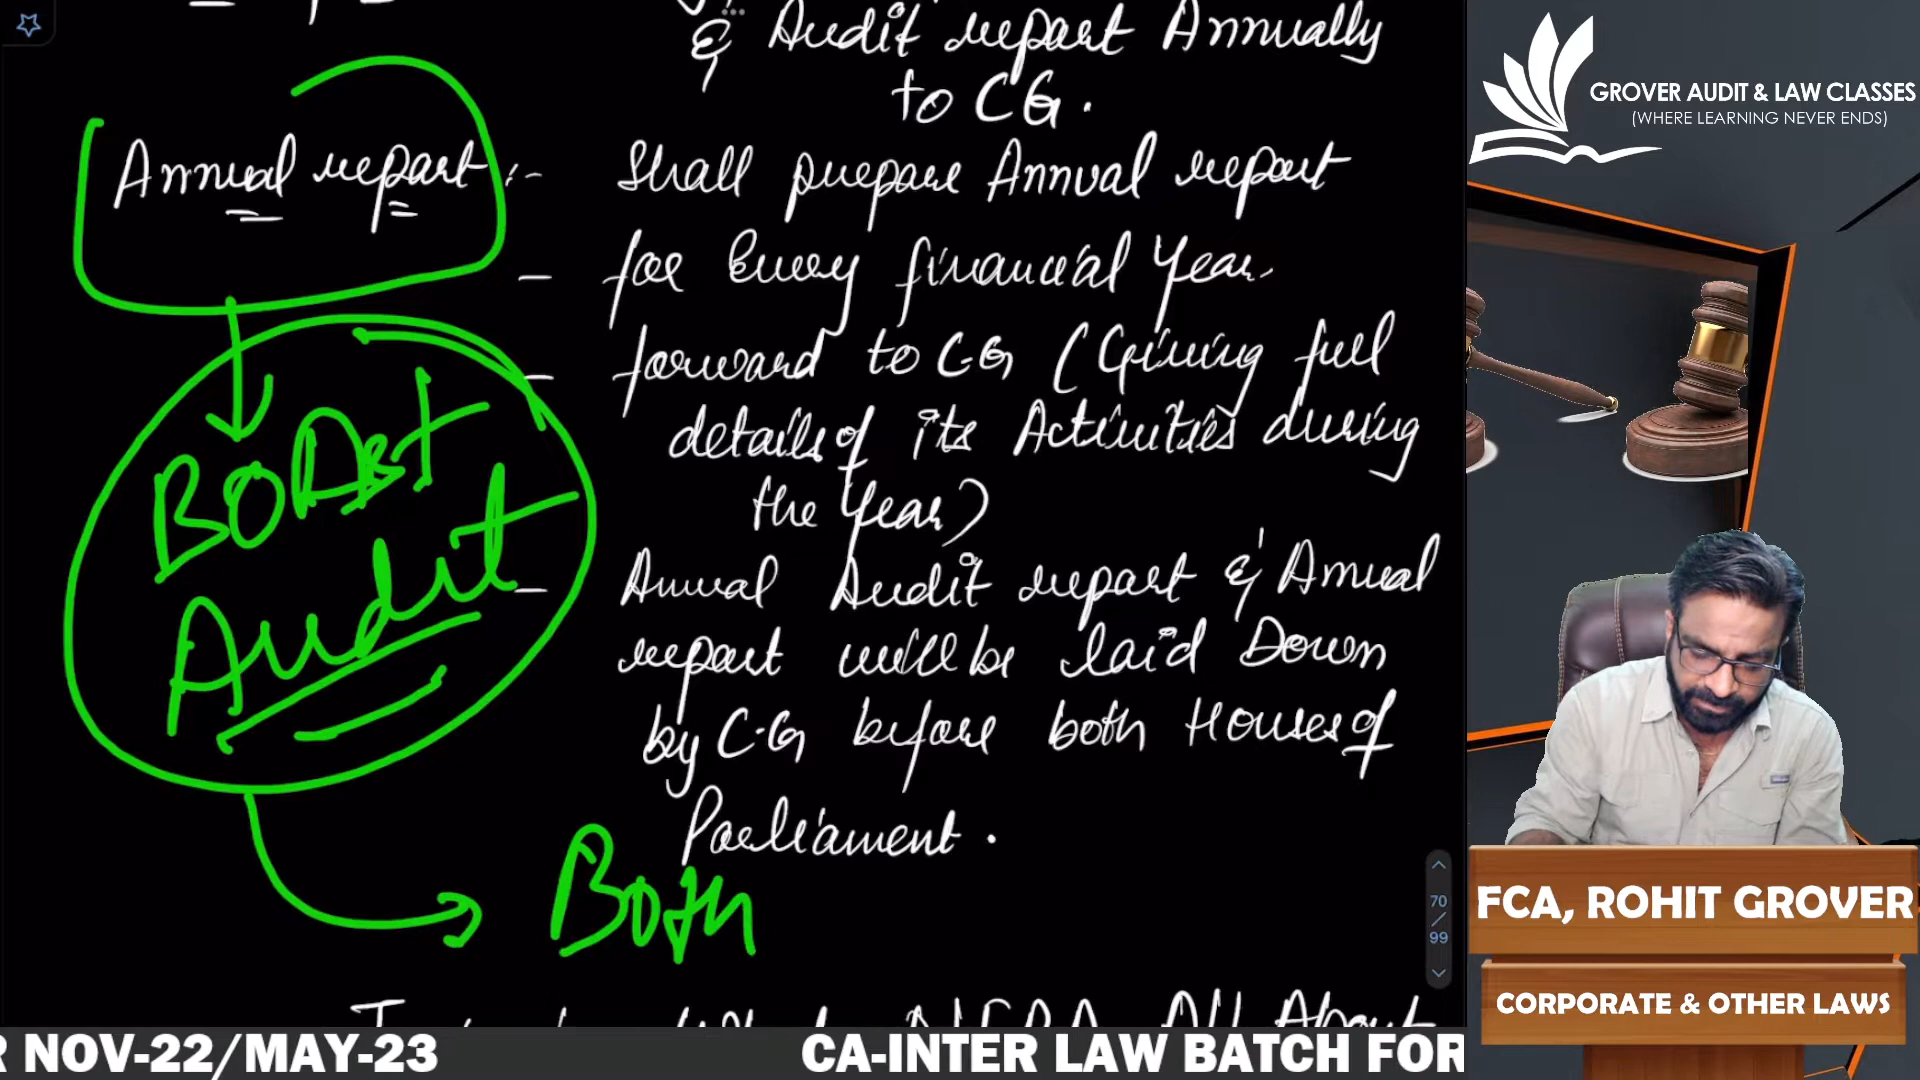 & Audit report Annually
to CG.
Annual report :- Shall prepare Annual report
- for Every financial Year.
- forward to C-G (Giving full
details of its Activities during
the Year)
- Annual Audit report & Annual
report will be laid Down
by C-G before both Houses of
Parliament.
Audit
Both
NFRA All About
70
99
GROVER AUDIT & LAW CLASSES
(WHERE LEARNING NEVER ENDS)
FCA, ROHIT GROVER
CORPORATE & OTHER LAWS
R NOV-22/MAY-23 CA-INTER LAW BATCH FOR